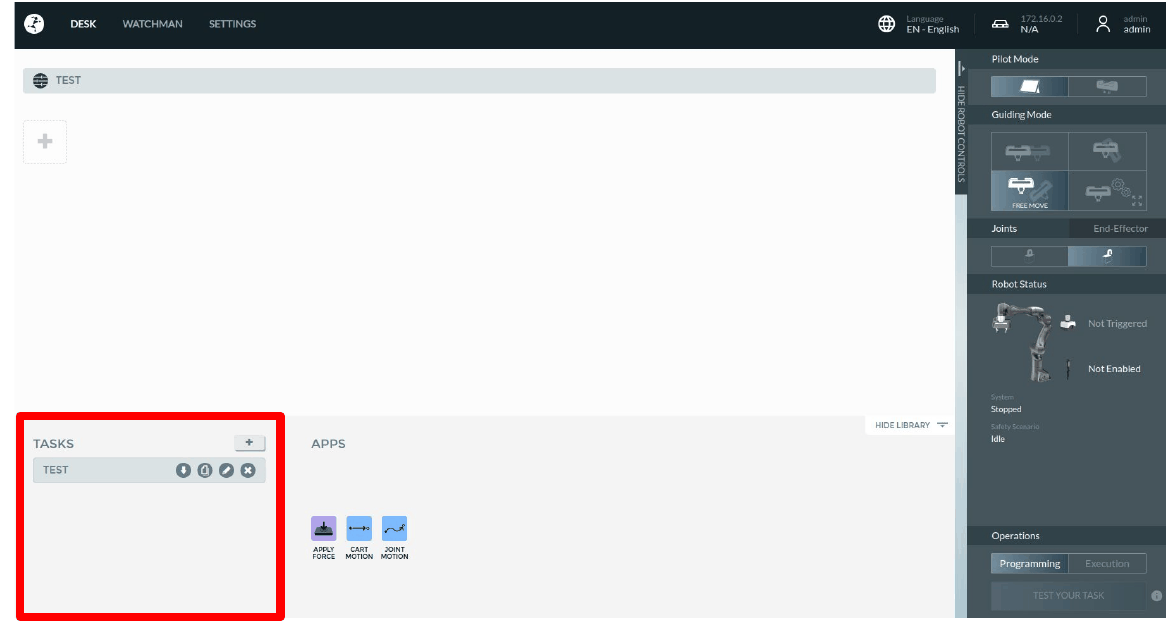 DESK WATCHMAN SETTINGS
Language
EN - English
172.16.0.2
N/A
admin
admin
TEST
HIDE ROBOT CONTROLS
Pilot Mode
Guiding Mode
FREE MOVE
Joints End-Effector
Robot Status
Not Triggered
Not Enabled
System
Stopped
Safety Scenario
Idle
HIDE LIBRARY
TASKS
+
TEST
APPS
APPLY
FORCE
CART
MOTION
JOINT
MOTION
Operations
Programming Execution
TEST YOUR TASK